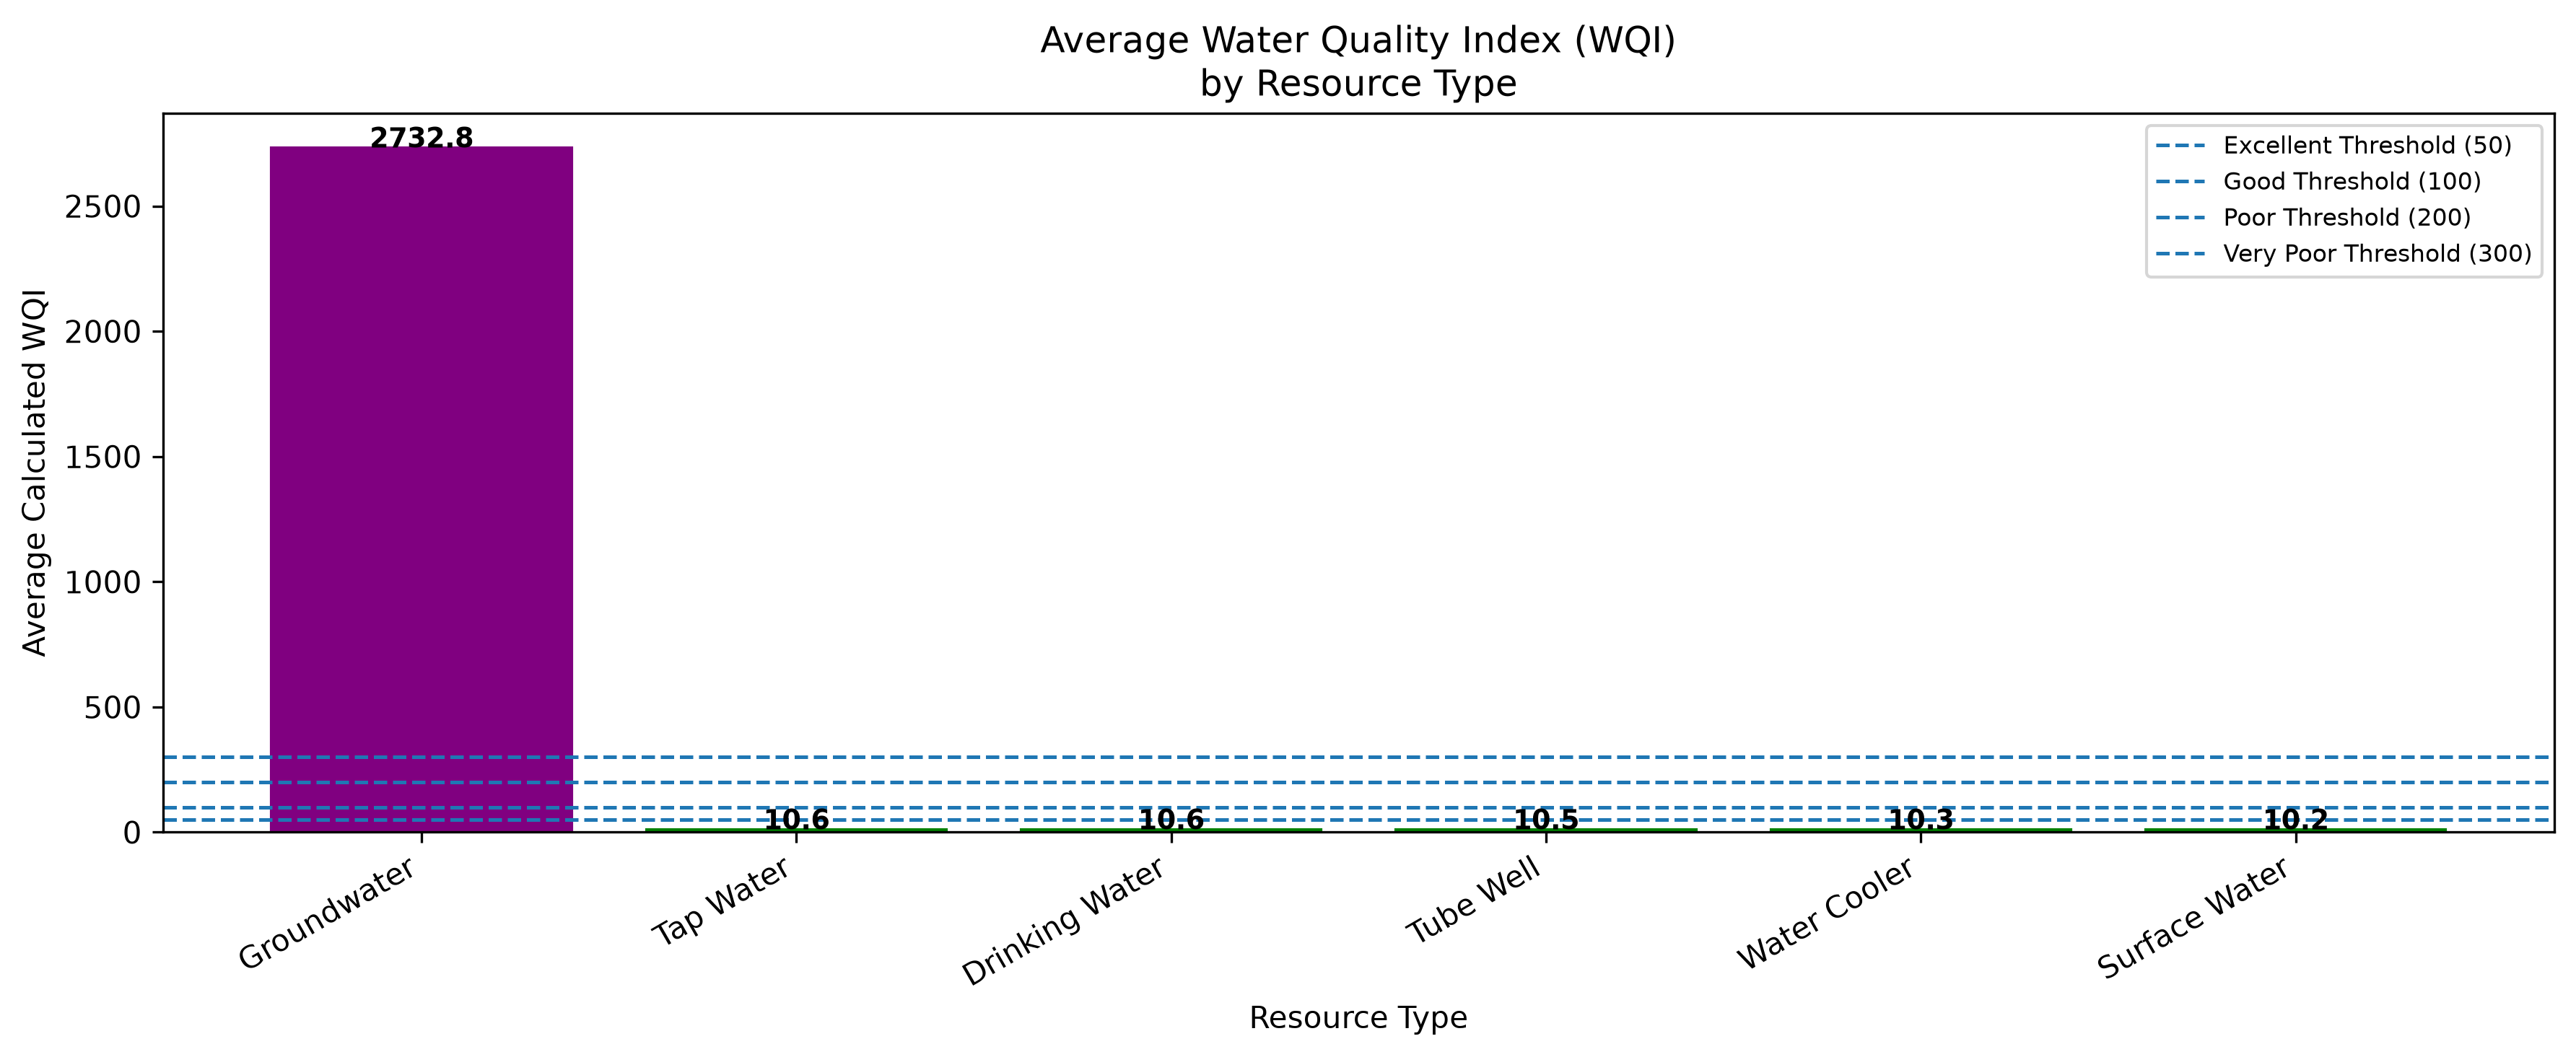 Average Water Quality Index (WQI)
by Resource Type
2732.8
Excellent Threshold (50)
Good Threshold (100)
Poor Threshold (200)
Very Poor Threshold (300)
Average Calculated WQI
2500
2000
1500
1000
500
0
10.6
10.6
10.5
10.3
10.2
Groundwater
Tap Water
Drinking Water
Tube Well
Water Cooler
Surface Water
Resource Type